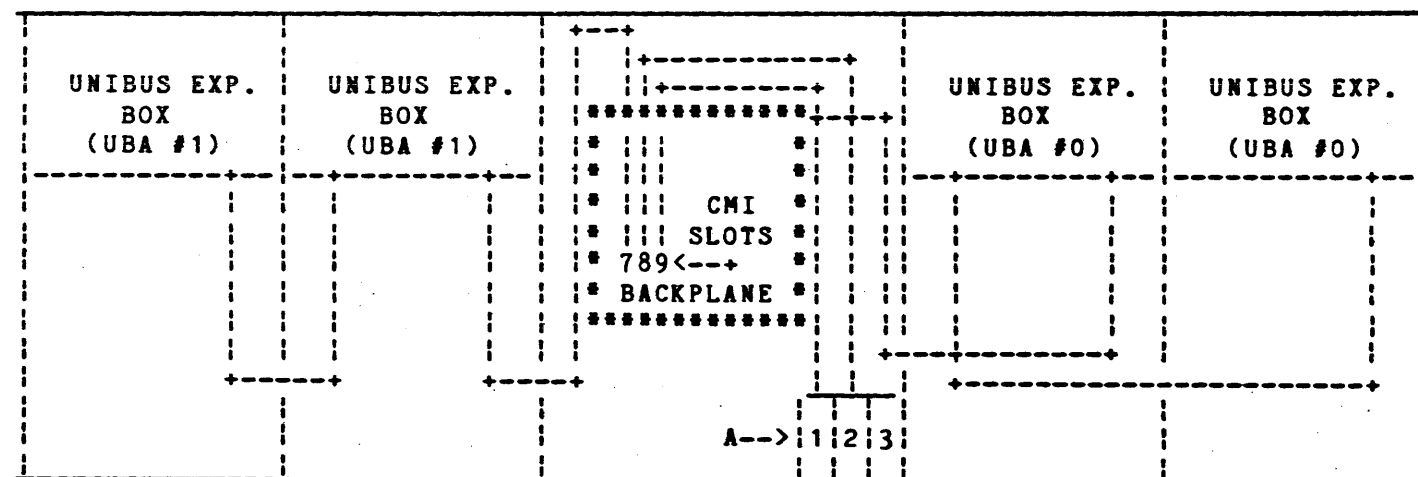 UNIBUS EXP.
BOX
(UBA #1)
UNIBUS EXP.
BOX
(UBA #1)
CMI
SLOTS
789<--+
BACKPLANE
UNIBUS EXP.
BOX
(UBA #0)
UNIBUS EXP.
BOX
(UBA #0)
A-->|1|2|3|